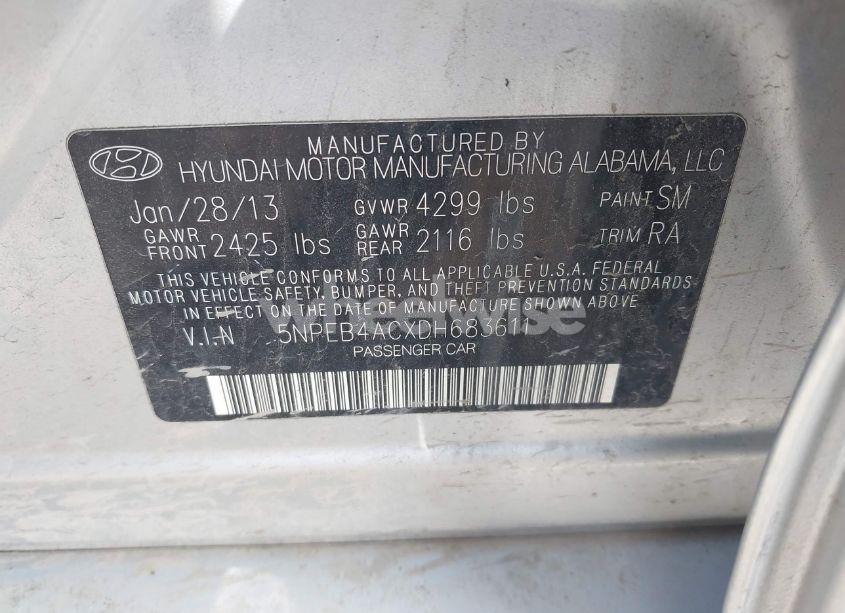 MANUFACTURED BY
HYUNDAI MOTOR MANUFACTURING ALABAMA, LLC
Jan/28/13 GVWR 4299 lbs PAINT SM
GAWR FRONT 2425 lbs GAWR REAR 2116 lbs TRIM RA
THIS VEHICLE CONFORMS TO ALL APPLICABLE U.S.A. FEDERAL
MOTOR VEHICLE SAFETY, BUMPER, AND THEFT PREVENTION STANDARDS
IN EFFECT ON THE DATE OF MANUFACTURE SHOWN ABOVE.
V.I.N 5NPEB4ACXDH683611
PASSENGER CAR
wheelwise